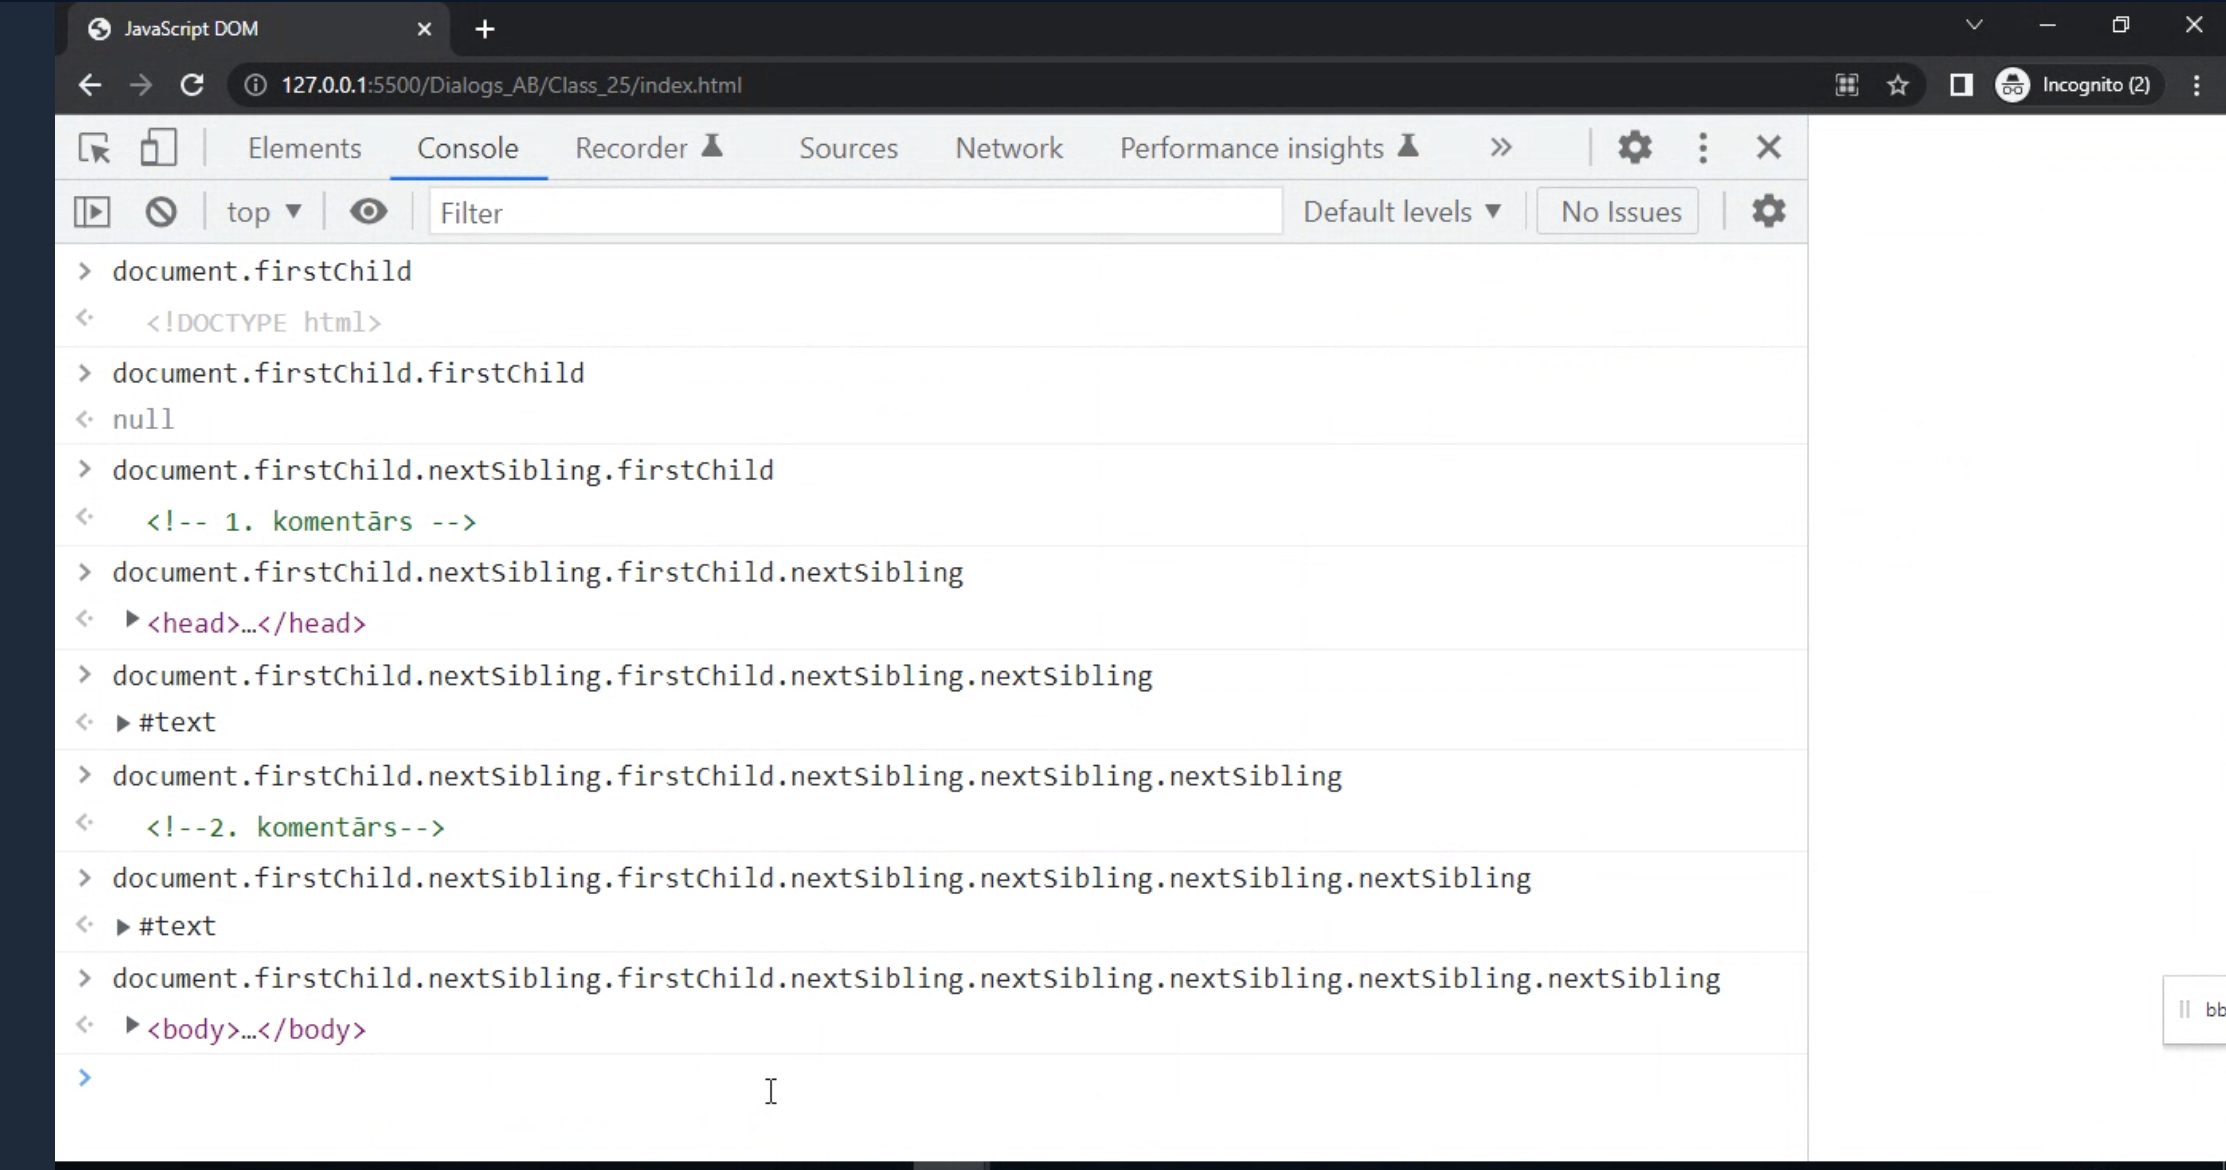 JavaScript DOM
127.0.0.1:5500/Dialogs_AB/Class_25/index.html
Incognito (2)
Elements Console Recorder Sources Network Performance insights
top Filter Default levels No Issues
document.firstChild
<!DOCTYPE html>
document.firstChild.firstChild
null
document.firstChild.nextSibling.firstChild
<!-- 1. komentārs -->
document.firstChild.nextSibling.firstChild.nextSibling
<head>…</head>
document.firstChild.nextSibling.firstChild.nextSibling.nextSibling
#text
document.firstChild.nextSibling.firstChild.nextSibling.nextSibling.nextSibling
<!--2. komentārs-->
document.firstChild.nextSibling.firstChild.nextSibling.nextSibling.nextSibling.nextSibling
#text
document.firstChild.nextSibling.firstChild.nextSibling.nextSibling.nextSibling.nextSibling.nextSibling
<body>…</body>